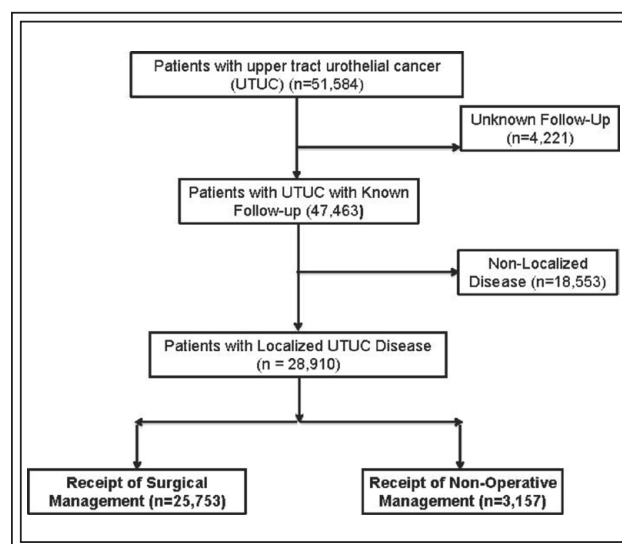 Patients with upper tract urothelial cancer
(UTUC) (n=51,584)
Unknown Follow-Up
(n=4,221)
Patients with UTUC with Known
Follow-up (47,463)
Non-Localized
Disease (n=18,553)
Patients with Localized UTUC Disease
(n = 28,910)
Receipt of Surgical
Management (n=25,753)
Receipt of Non-Operative
Management (n=3,157)